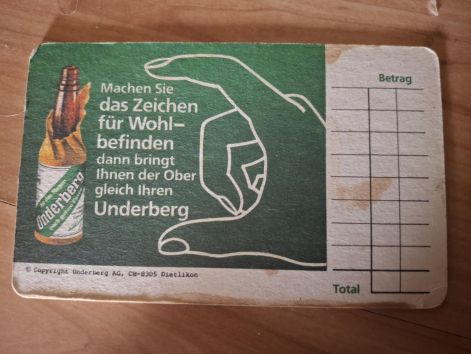 Machen Sie
das Zeichen
für Wohl-
befinden
dann bringt
Ihnen der Ober
gleich Ihren
Underberg
Underberg
© Copyright Underberg AG, CH-8305 Dietlikon
Betrag
Total